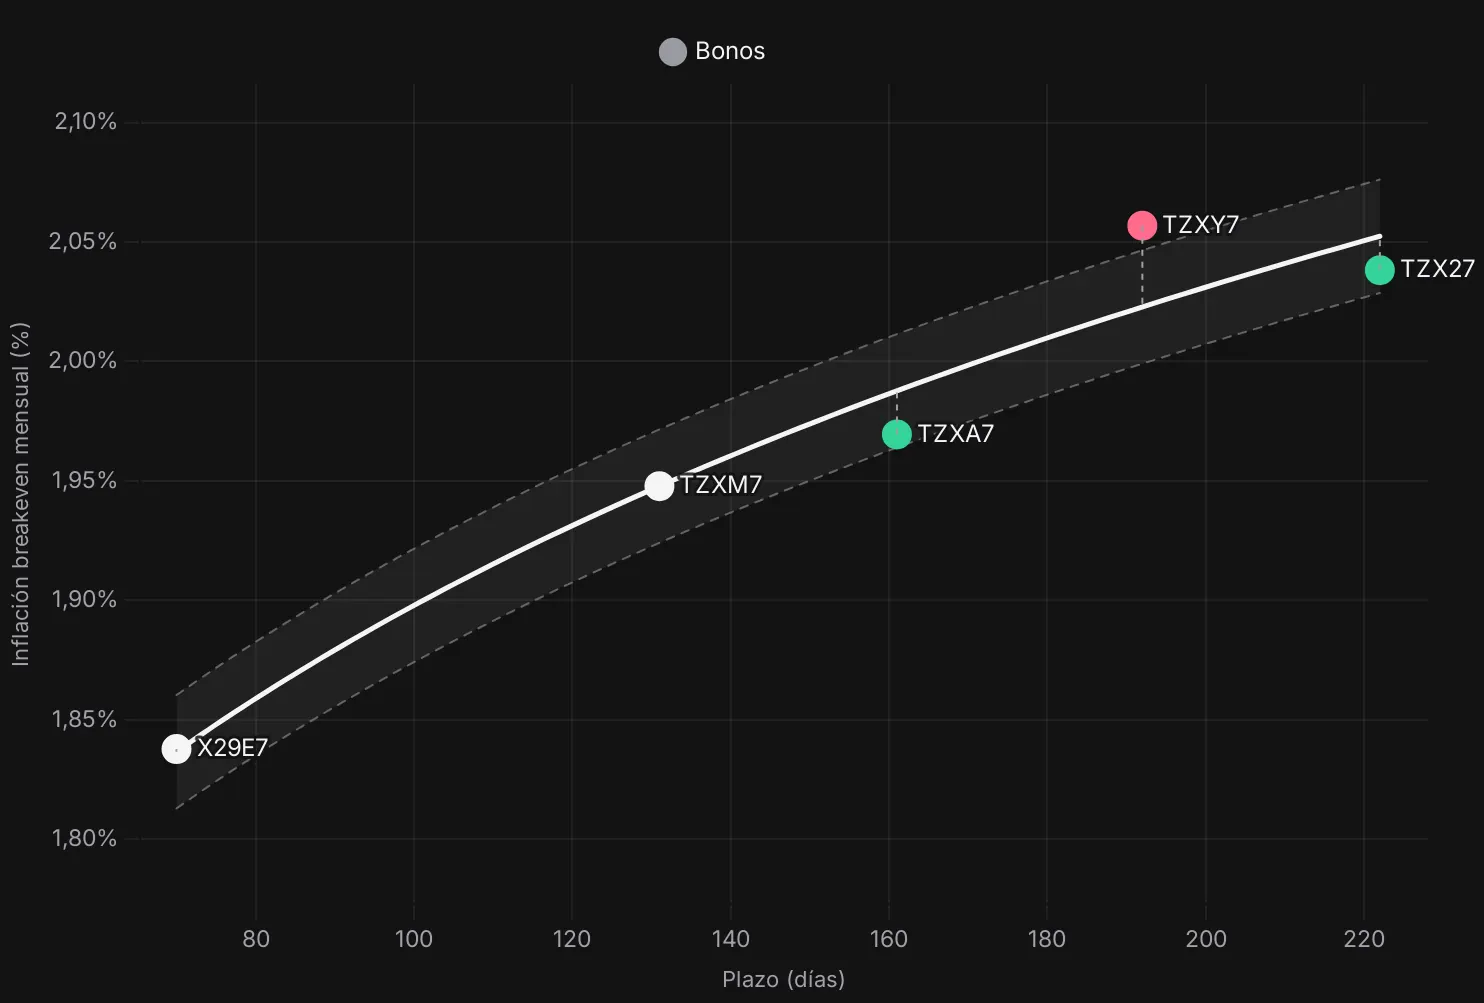 Bonos
2,10%
2,05%
2,00%
1,95%
1,90%
1,85%
1,80%
Inflación breakeven mensual (%)
TZXY7
TZX27
TZXA7
TZXM7
X29E7
80 100 120 140 160 180 200 220
Plazo (días)